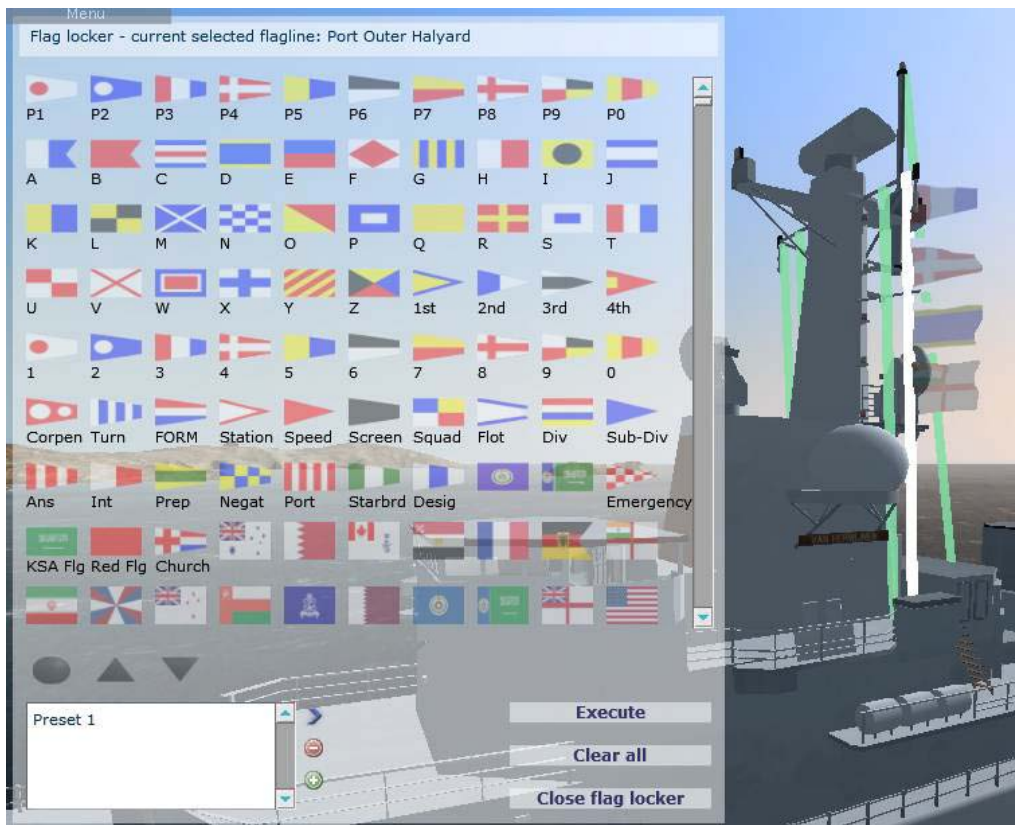 Menu
Flag locker - current selected flagline: Port Outer Halyard
P1 P2 P3 P4 P5 P6 P7 P8 P9 P0
A B C D E F G H I J
K L M N O P Q R S T
U V W X Y Z 1st 2nd 3rd 4th
1 2 3 4 5 6 7 8 9 0
Corpen Turn FORM Station Speed Screen Squad Flot Div Sub-Div
Ans Int Prep Negat Port Starbrd Desig Emergency
KSA Flg Red Flg Church
Preset 1
Execute
Clear all
Close flag locker